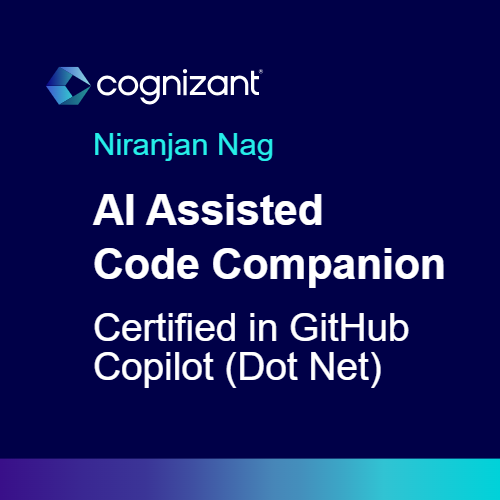 cognizant®
Niranjan Nag
AI Assisted
Code Companion
Certified in GitHub
Copilot (Dot Net)